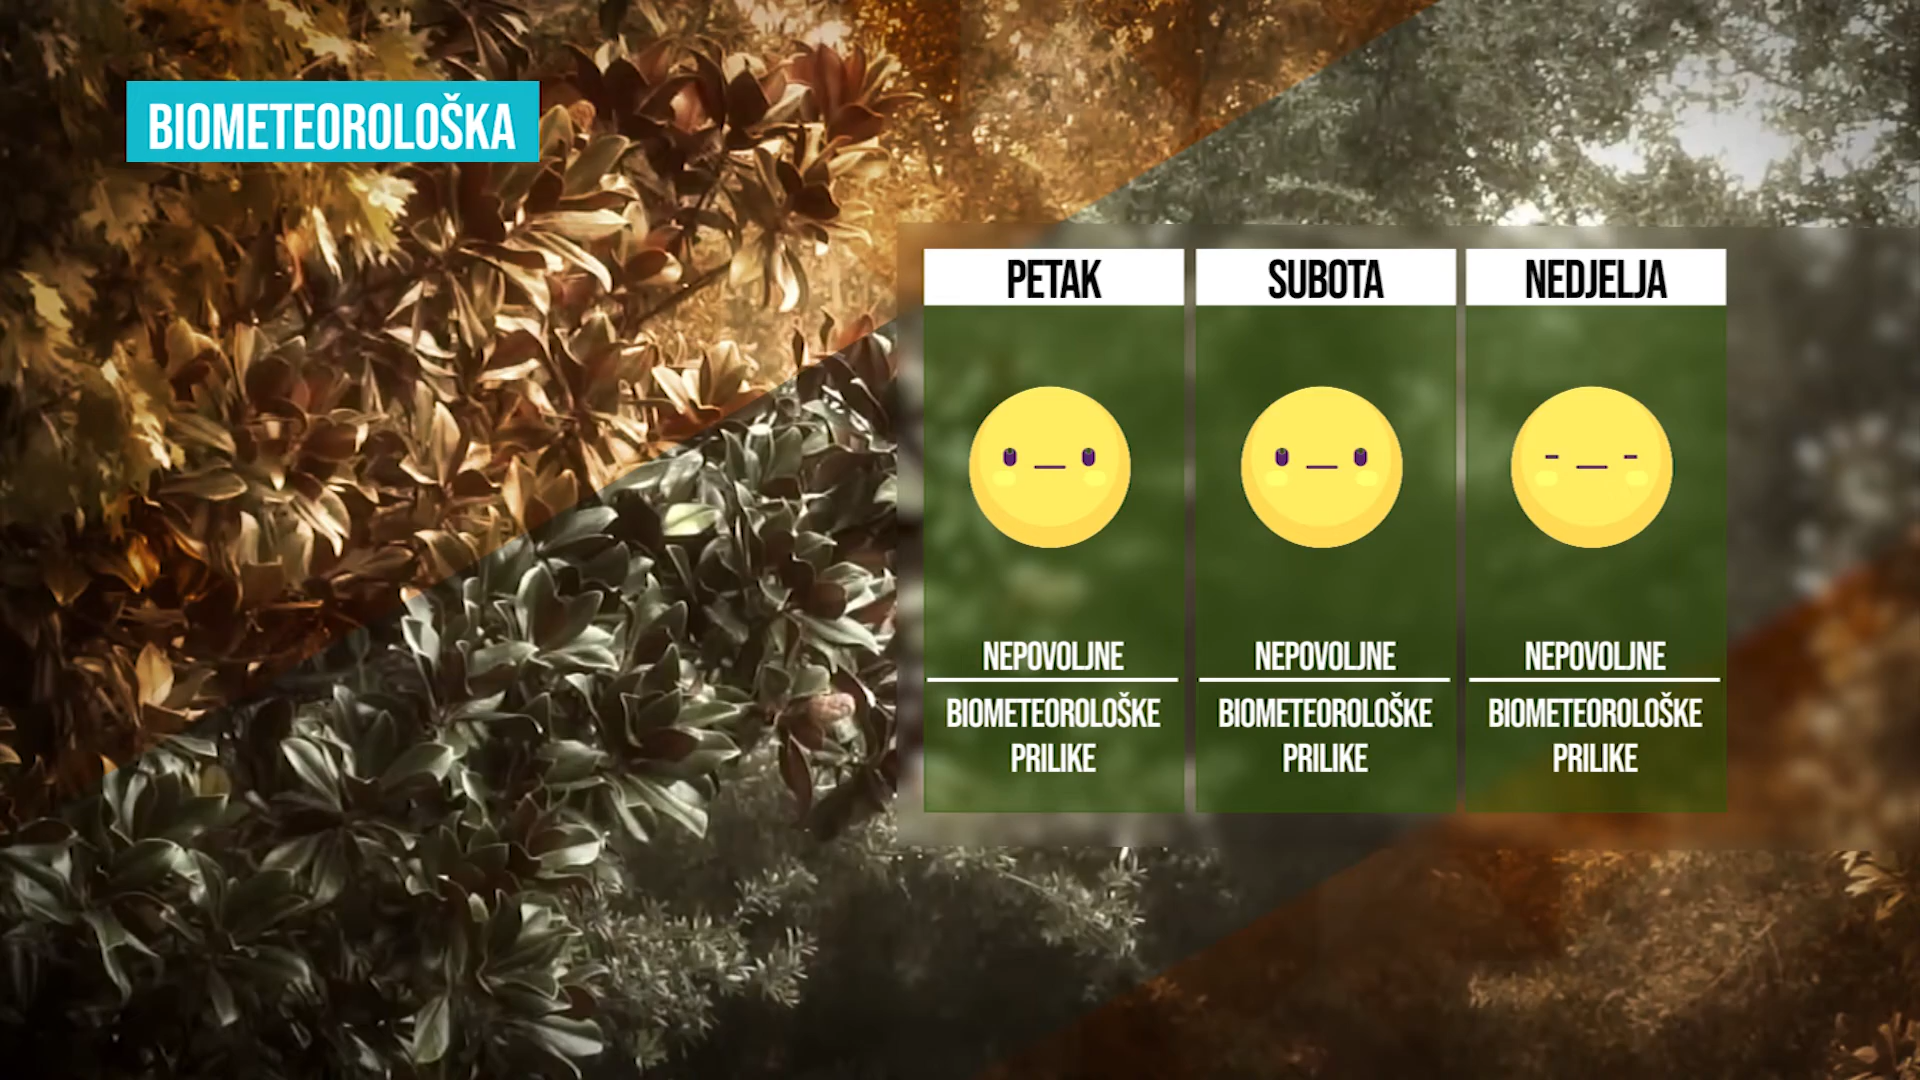 BIOMETEOROLOŠKA
PETAK
NEPOVOLJNE
BIOMETEOROLOŠKE
PRILIKE
SUBOTA
NEPOVOLJNE
BIOMETEOROLOŠKE
PRILIKE
NEDJELJA
NEPOVOLJNE
BIOMETEOROLOŠKE
PRILIKE